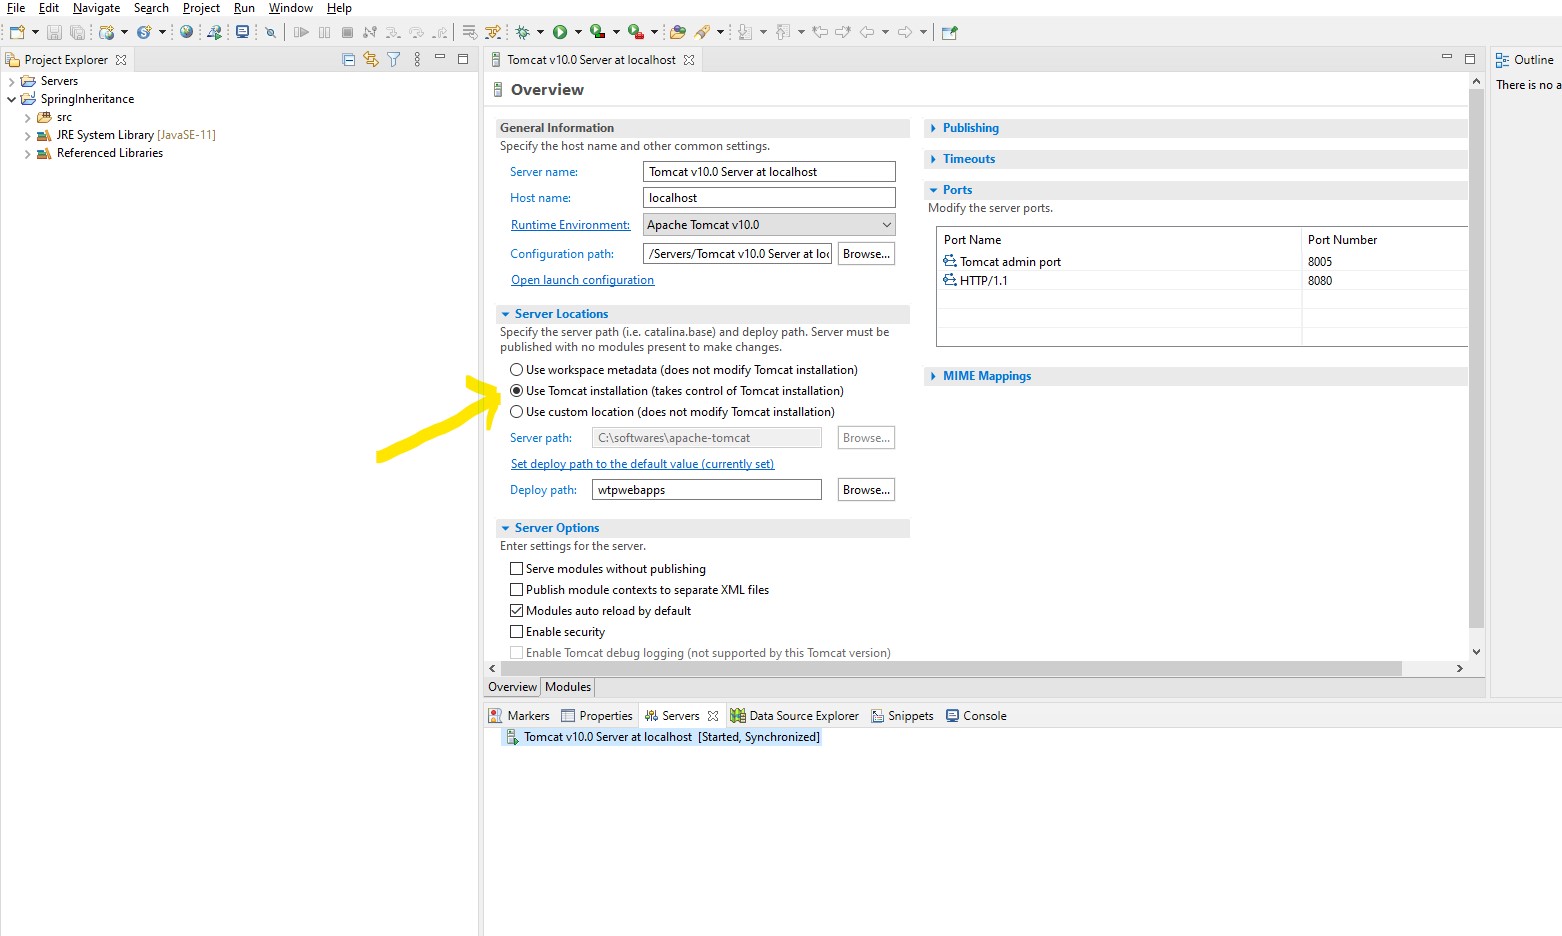 File Edit Navigate Search Project Run Window Help
Project Explorer
Servers
SpringInheritance
src
JRE System Library [JavaSE-11]
Referenced Libraries
Tomcat v10.0 Server at localhost
Overview
General Information
Specify the host name and other common settings.
Server name: Tomcat v10.0 Server at localhost
Host name: localhost
Runtime Environment: Apache Tomcat v10.0
Configuration path: /Servers/Tomcat v10.0 Server at loc Browse...
Open launch configuration
Server Locations
Specify the server path (i.e. catalina.base) and deploy path. Server must be
published with no modules present to make changes.
Use workspace metadata (does not modify Tomcat installation)
Use Tomcat installation (takes control of Tomcat installation)
Use custom location (does not modify Tomcat installation)
Server path: C:\softwares\apache-tomcat Browse...
Set deploy path to the default value (currently set)
Deploy path: wtpwebapps Browse...
Server Options
Enter settings for the server.
Serve modules without publishing
Publish module contexts to separate XML files
Modules auto reload by default
Enable security
Enable Tomcat debug logging (not supported by this Tomcat version)
Publishing
Timeouts
Ports
Modify the server ports.
Port Name Port Number
Tomcat admin port 8005
HTTP/1.1 8080
MIME Mappings
Overview Modules
Markers Properties Servers Data Source Explorer Snippets Console
Tomcat v10.0 Server at localhost [Started, Synchronized]
Outline
There is no a